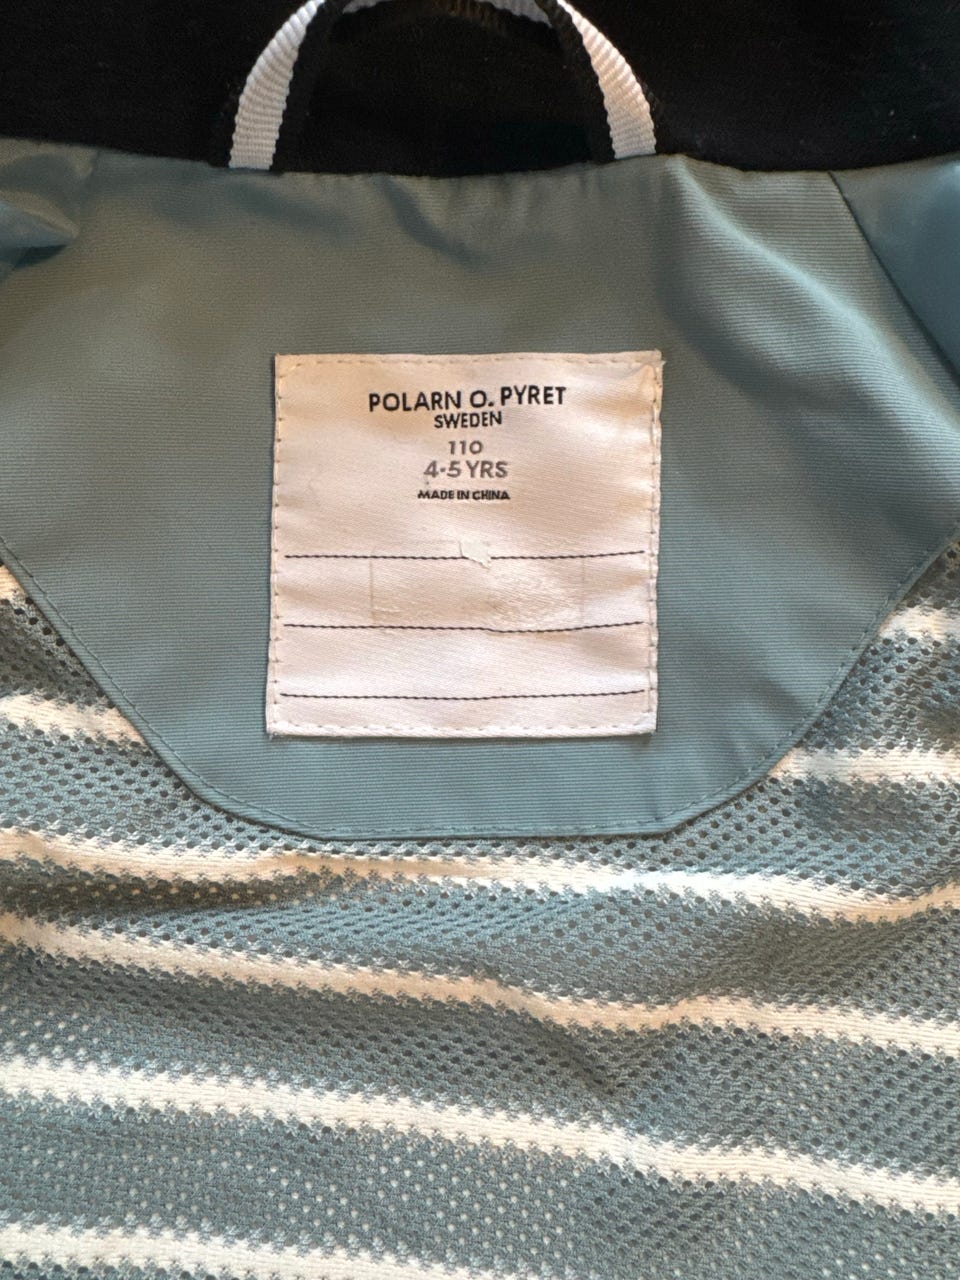 POLARN O. PYRET
SWEDEN
110
4-5 YRS
MADE IN CHINA